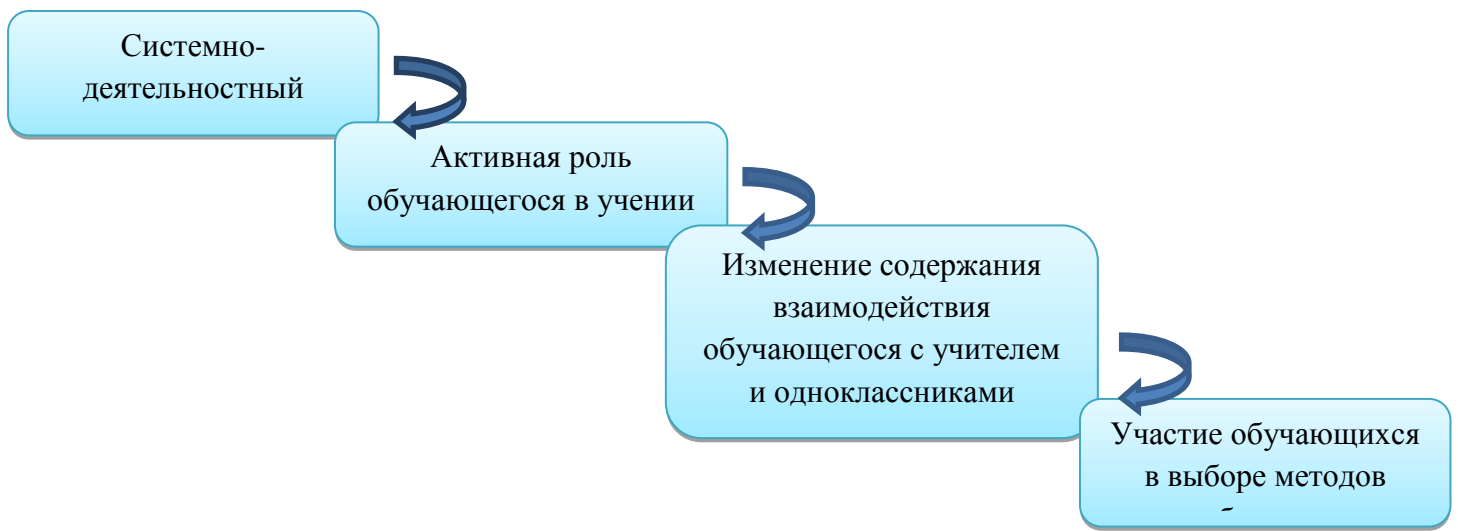 Системно-
деятельностный
Активная роль
обучающегося в учении
Изменение содержания
взаимодействия
обучающегося с учителем
и одноклассниками
Участие обучающихся
в выборе методов